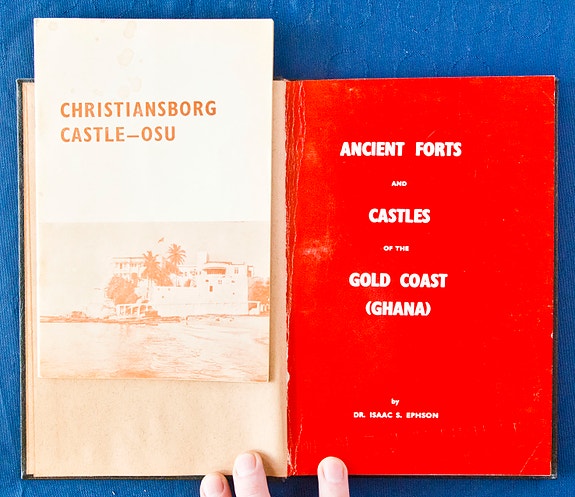 CHRISTIANSBORG
CASTLE—OSU
ANCIENT FORTS
AND
CASTLES
OF THE
GOLD COAST
(GHANA)
by
DR. ISAAC S. EPHSON